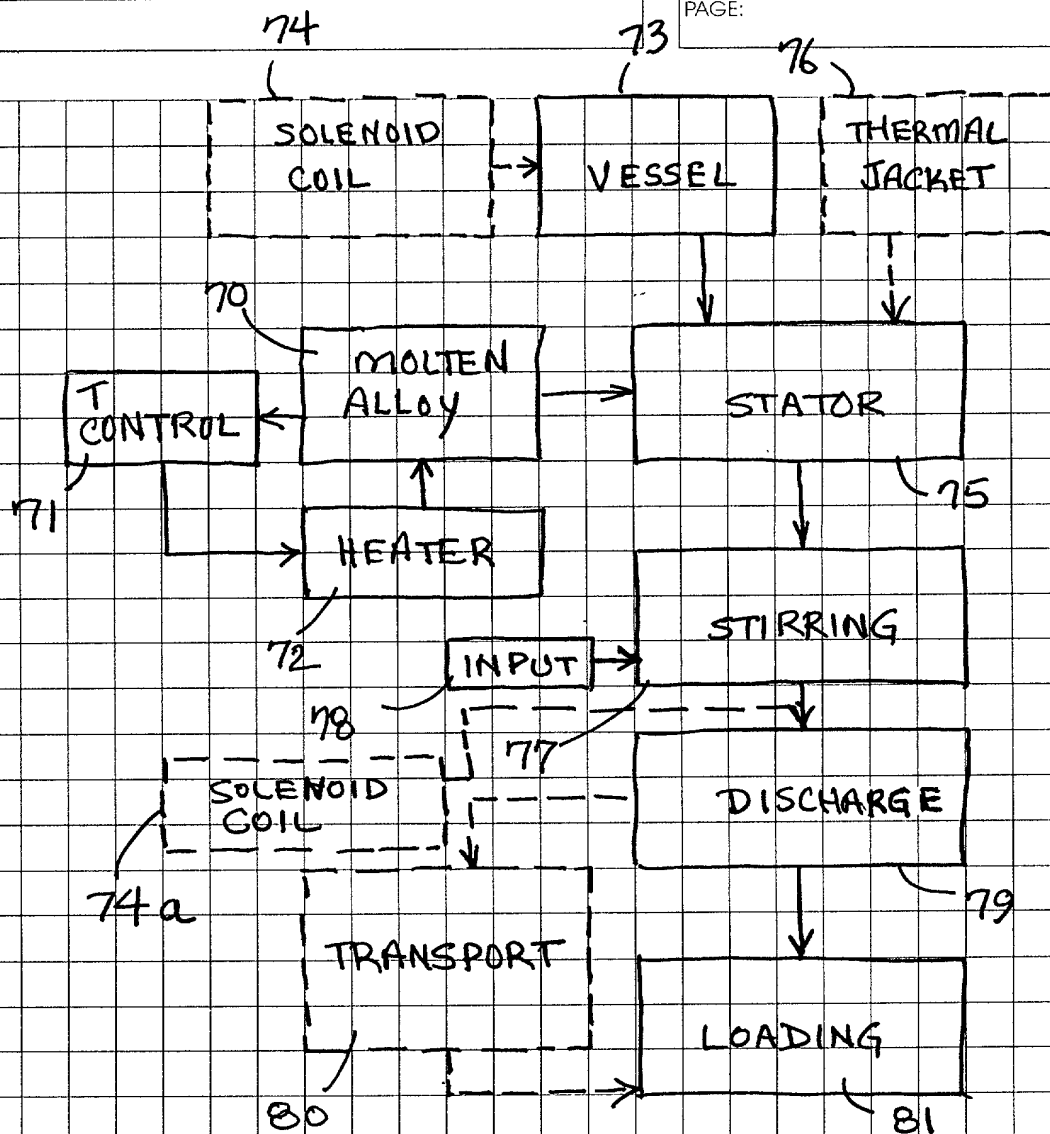 PAGE:
74
73
76
SOLENOID
COIL
VESSEL
THERMAL
JACKET
70
MOLTEN
ALLOY
T
CONTROL
STATOR
71
75
HEATER
72
STIRRING
INPUT
78
77
SOLENOID
COIL
DISCHARGE
74a
79
TRANSPORT
LOADING
80
81